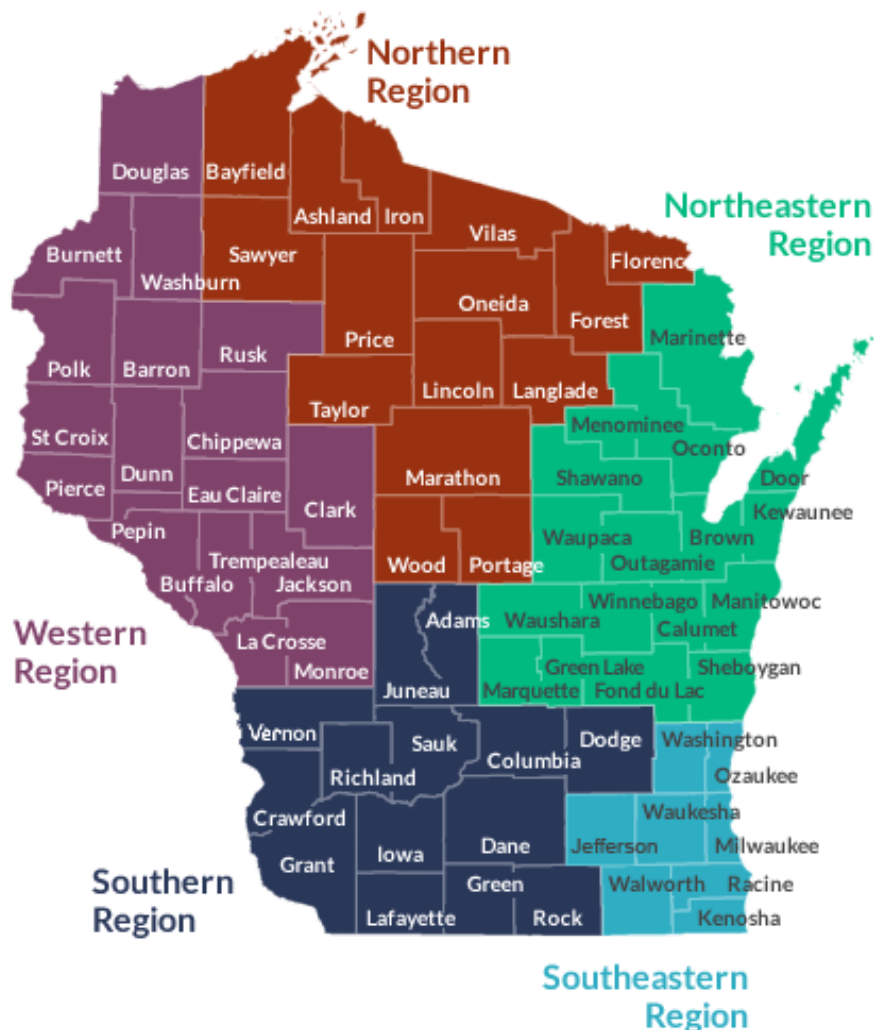 Northern
Region
Douglas
Bayfield
Ashland
Iron
Vilas
Northeastern
Region
Burnett
Washburn
Sawyer
Florenc
Oneida
Forest
Price
Marinette
Polk
Barron
Rusk
Lincoln
Langlade
Taylor
St Croix
Chippewa
Menominee
Oconto
Dunn
Marathon
Shawano
Door
Pierce
Eau Claire
Clark
Kewaunee
Pepin
Waupaca
Brown
Trempealeau
Wood
Portage
Outagamie
Buffalo
Jackson
Winnebago
Manitowoc
Adams
Waushara
Calumet
Western
Region
La Crosse
Monroe
Green Lake
Sheboygan
Juneau
Marquette
Fond du Lac
Vernon
Sauk
Columbia
Dodge
Washington
Richland
Ozaukee
Crawford
Waukesha
Iowa
Dane
Jefferson
Milwaukee
Grant
Southern
Region
Green
Walworth
Racine
Lafayette
Rock
Kenosha
Southeastern
Region